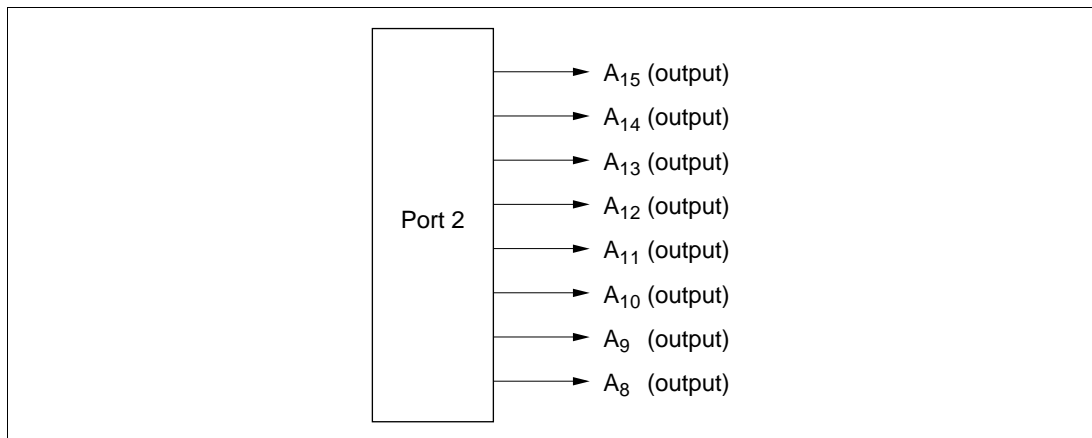 A15 (output)
A14 (output)
A13 (output)
A12 (output)
Port 2
A11 (output)
A10 (output)
A9 (output)
A8 (output)